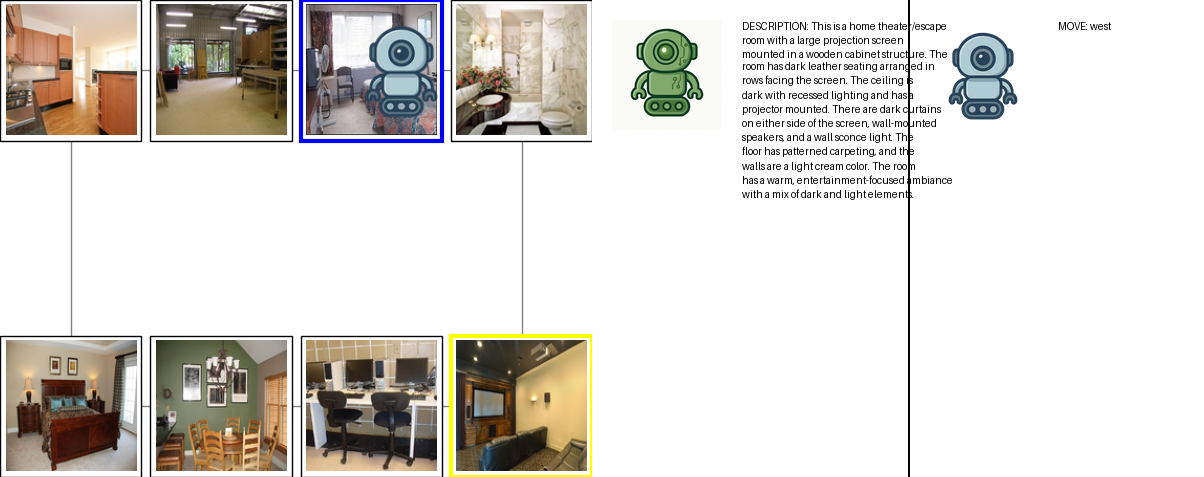 DESCRIPTION: This is a home theater/escape
room with a large projection screen
mounted in a wooden cabinet structure. The
room has dark leather seating arranged in
rows facing the screen. The ceiling is
dark with recessed lighting and has a
projector mounted. There are dark curtains
on either side of the screen, wall-mounted
speakers, and a wall sconce light. The
floor has patterned carpeting, and the
walls are a light cream color. The room
has a warm, entertainment-focused ambiance
with a mix of dark and light elements.
MOVE: west